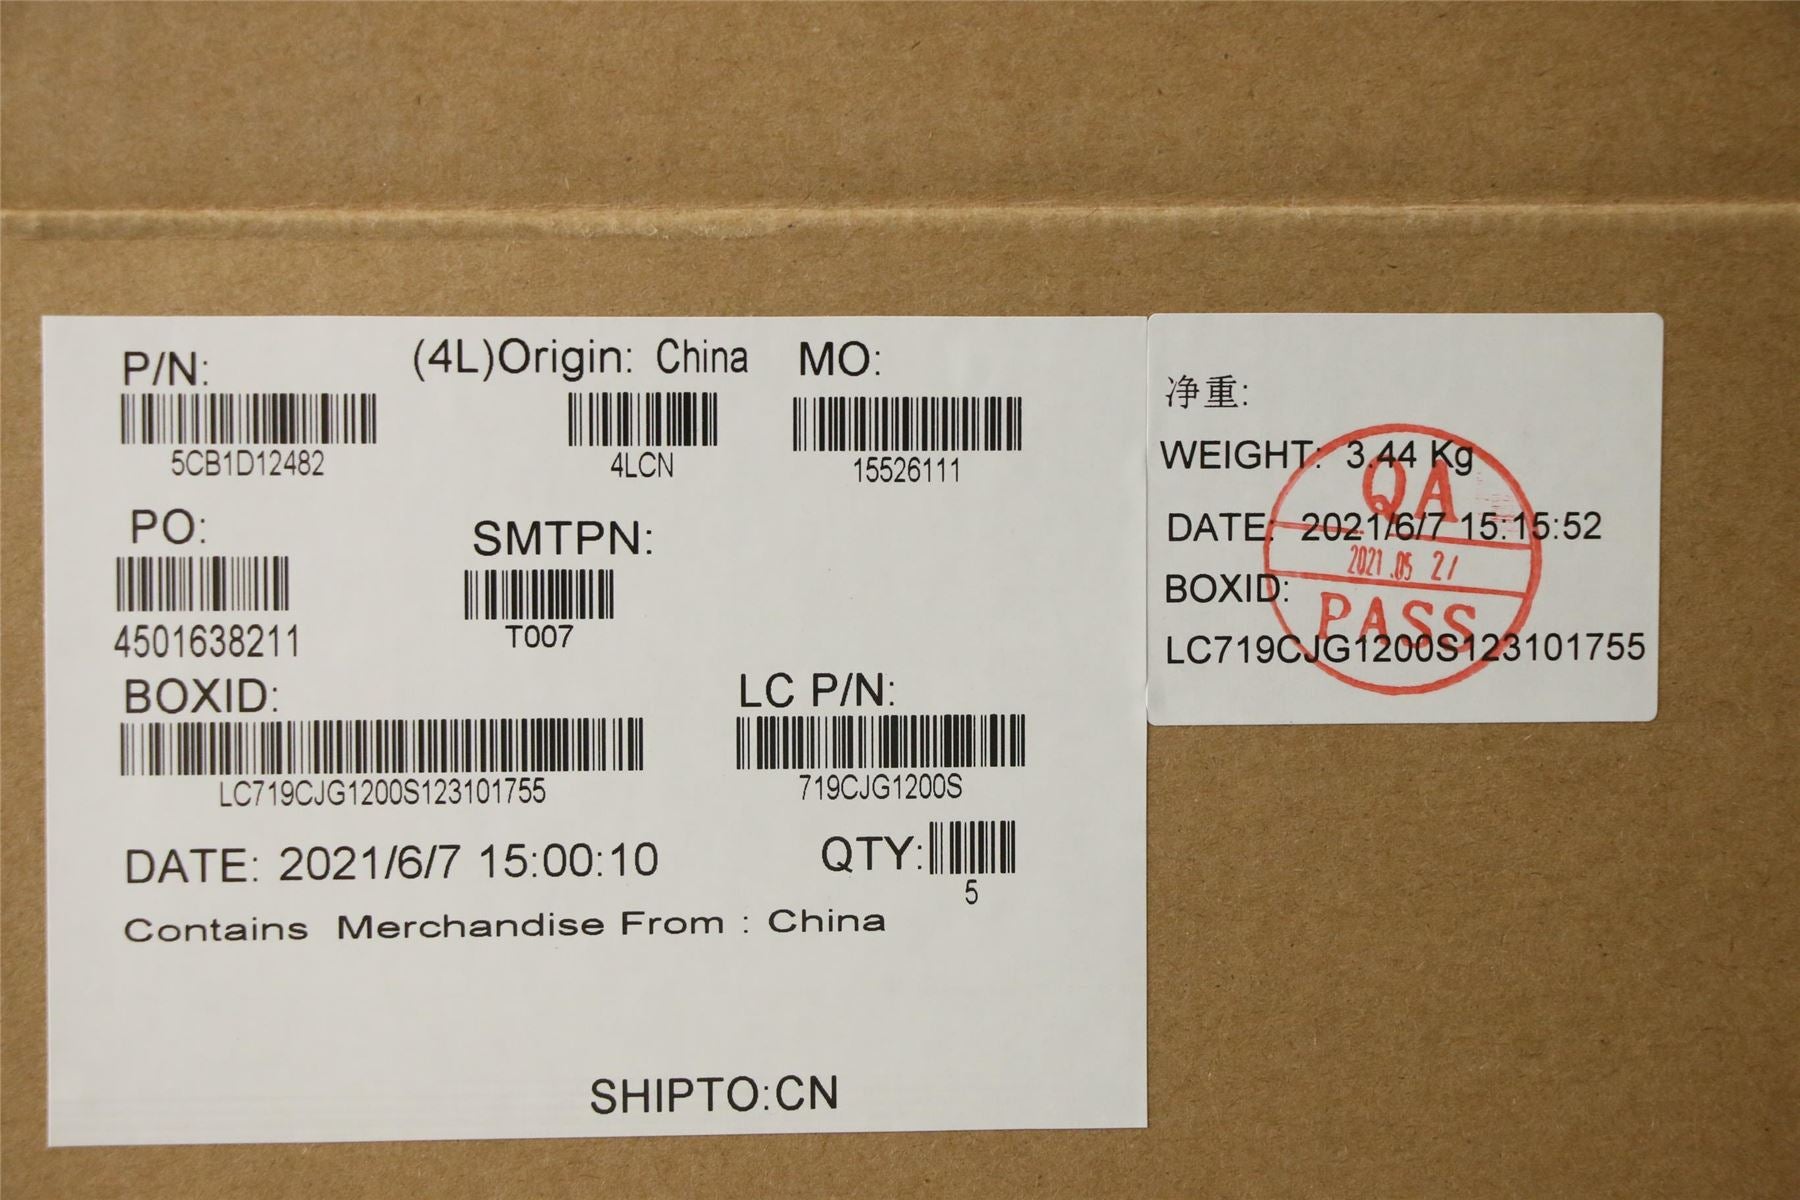 P/N: (4L)Origin: China MO:
5CB1D12482 4LCN 15526111
PO: SMTPN:
4501638211 T007
BOXID: LC P/N:
LC719CJG1200S123101755 719CJG1200S
DATE: 2021/6/7 15:00:10 QTY:
5
Contains Merchandise From : China
SHIPTO:CN
净重:
WEIGHT: 3.44 Kg
QA
DATE: 2021/6/7 15:15:52
2021.05
BOXID:
PASS
LC719CJG1200S123101755